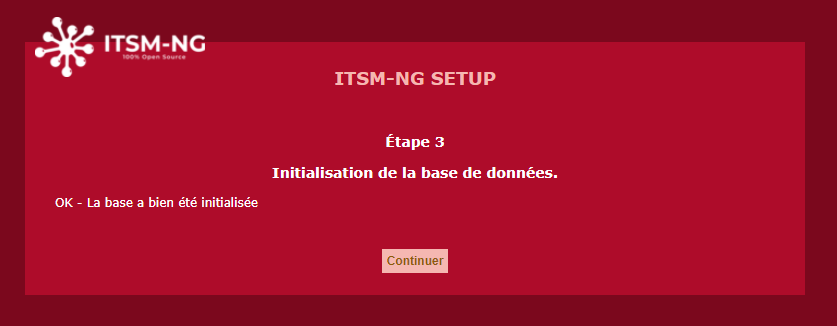 ITSM-NG
100% Open Source
ITSM-NG SETUP
Étape 3
Initialisation de la base de données.
OK - La base a bien été initialisée
Continuer